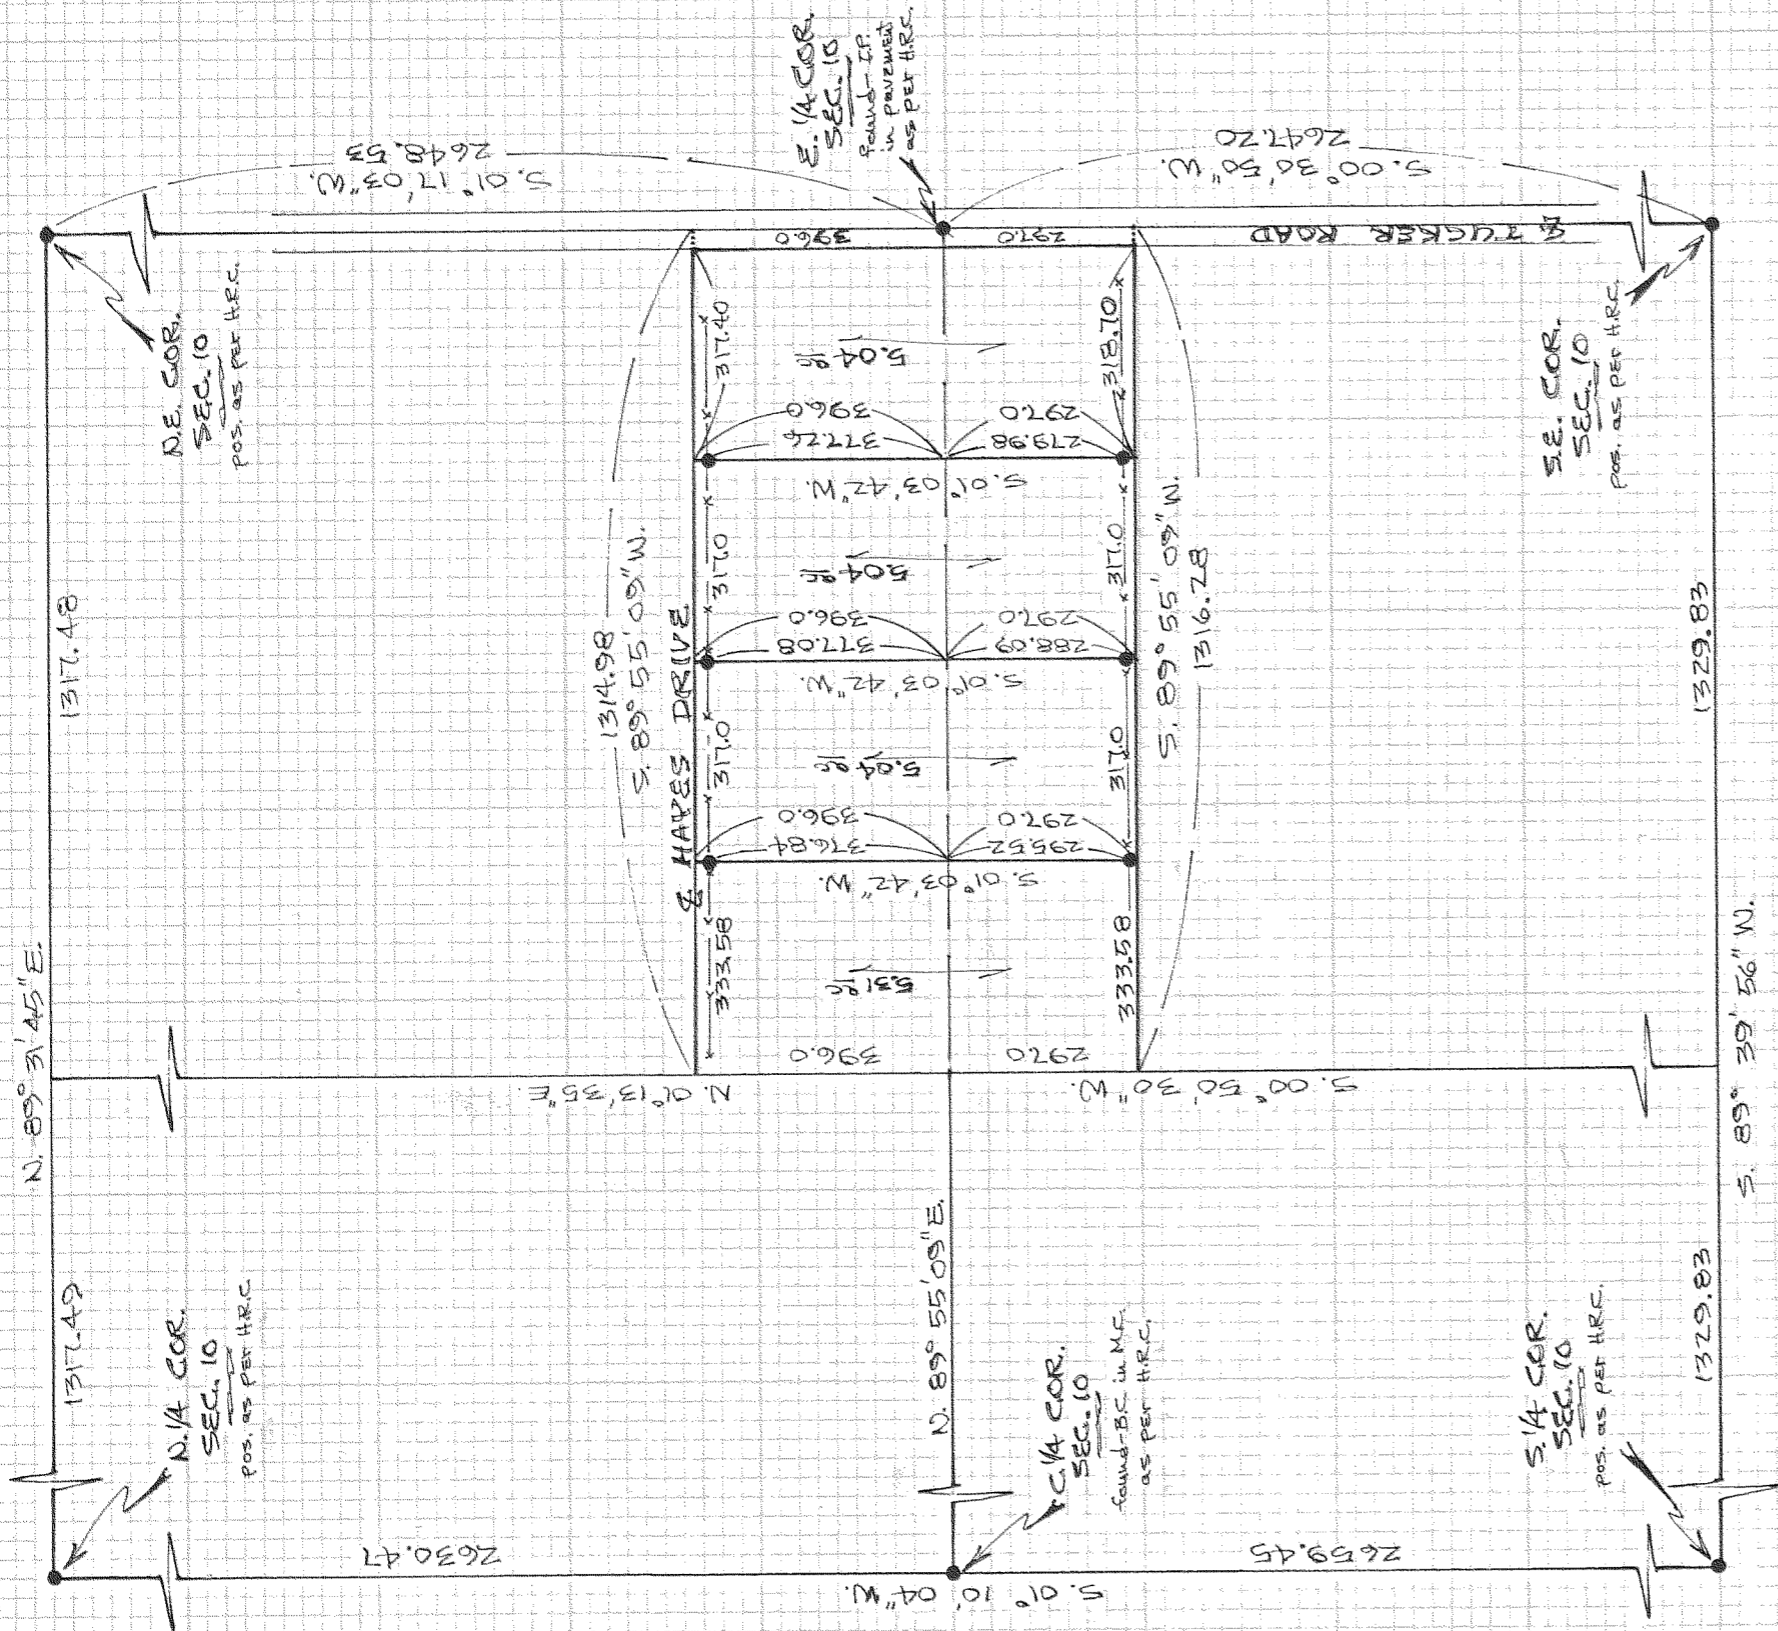 N. 89° 31' 45" E.
1317.49
1317.48
N. 1/4 COR.
SEC. 10
pos. as per H.R.C.
N.E. COR.
SEC. 10
pos. as per H.R.C.
S. 01° 17' 03" W.
2648.53
E. 1/4 COR.
SEC. 10
found - I.P.
in pavement
as per H.R.C.
S. 00° 30' 50" W.
2647.20
℄ TUCKER ROAD
396.0
297.0
1314.98
S. 89° 55' 09" W.
℄ HAYES DRIVE
333.58
317.0
317.0
317.40
5.04 ac
396.0
297.0
279.98
S. 01° 03' 42" W.
5.04 ac
396.0
377.08
297.0
288.09
S. 01° 03' 42" W.
5.04 ac
396.0
376.84
297.0
295.52
S. 01° 03' 42" W.
5.31 ac
396.0
297.0
333.58
317.0
317.0
318.70
S. 89° 55' 09" W.
1316.28
N. 01° 13' 35" E.
S. 00° 50' 30" W.
N. 89° 55' 09" E.
C. 1/4 COR.
SEC. 10
found - B.C. in M.C.
as per H.R.C.
2630.47
S. 01° 10' 04" W.
2659.45
S. 1/4 COR.
SEC. 10
pos. as per H.R.C.
S.E. COR.
SEC. 10
pos. as per H.R.C.
1329.83
1329.83
S. 89° 39' 56" W.